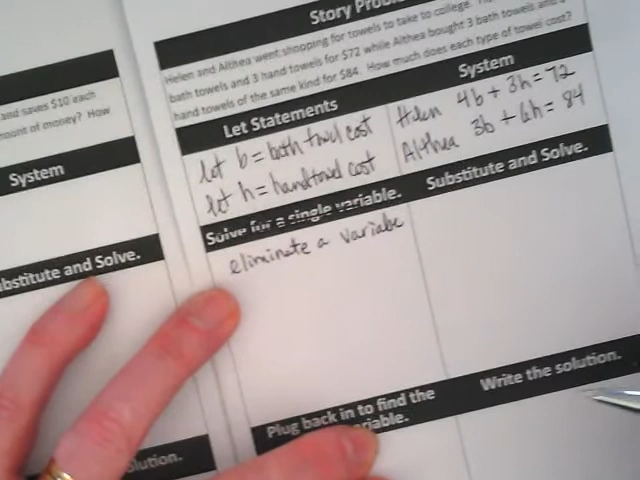 Story
Helen and Althea went shopping for towels to take to college.
bath towels and 3 hand towels for $72 while Althea bought 3 bath towels and
hand towels of the same kind for $84. How much does each type of towel cost?
Let Statements
System
let b = bath towel cost
let h = hand towel cost
Helen 4b + 3h = 72
Althea 3b + 6h = 84
Solve for a single variable.
Substitute and Solve.
eliminate a variabe
Plug back in to find the
Write the solution.
and saves $10 each
mount of money? How
System
bstitute and Solve.
olution.